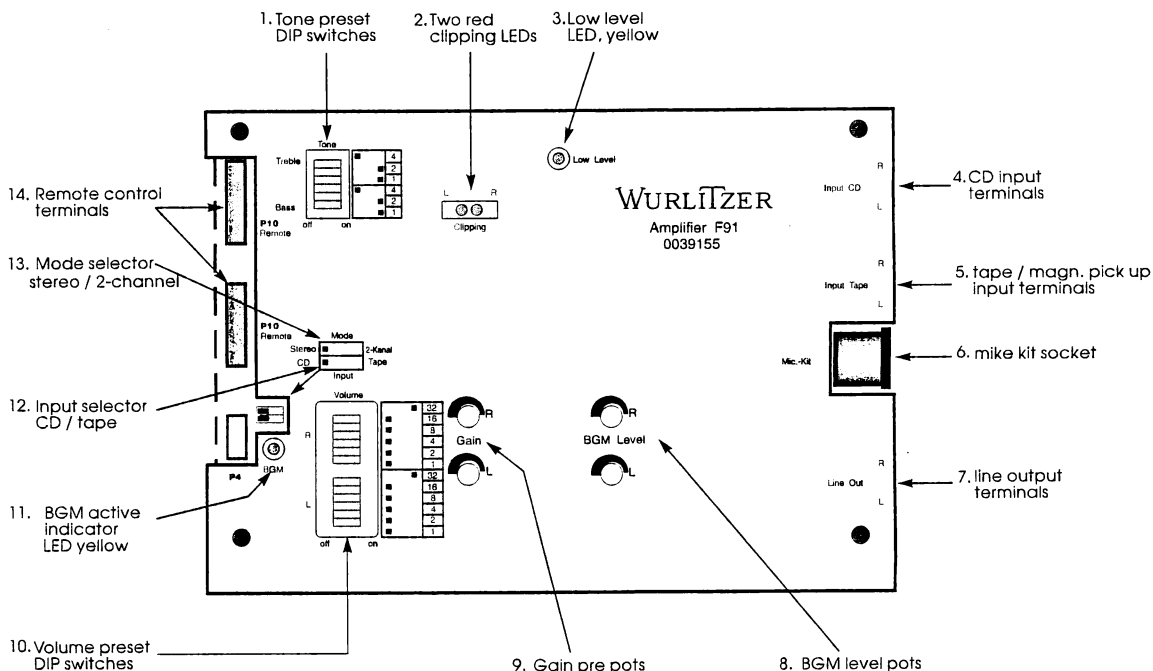 1. Tone preset
DIP switches
2. Two red
clipping LEDs
3. Low level
LED, yellow
Tone
Treble
4
2
1
4
2
1
Bass
off on
L R
Clipping
Low Level
WURLITZER
Amplifier F91
0039155
R
Input CD
L
4. CD input
terminals
14. Remote control
terminals
P10
Remote
13. Mode selector
stereo / 2-channel
R
Input Tape
L
5. tape / magn. pick up
input terminals
P10
Remote
Mode
Stereo 2-Kanal
CD Tape
Input
Mic.-Kit
6. mike kit socket
12. Input selector
CD / tape
Volume
R
32
16
8
4
2
1
L
32
16
8
4
2
1
off on
R
Gain
L
R
BGM Level
L
BGM
P4
R
Line Out
L
7. line output
terminals
11. BGM active
indicator
LED yellow
10. Volume preset
DIP switches
9. Gain pre pots
8. BGM level pots